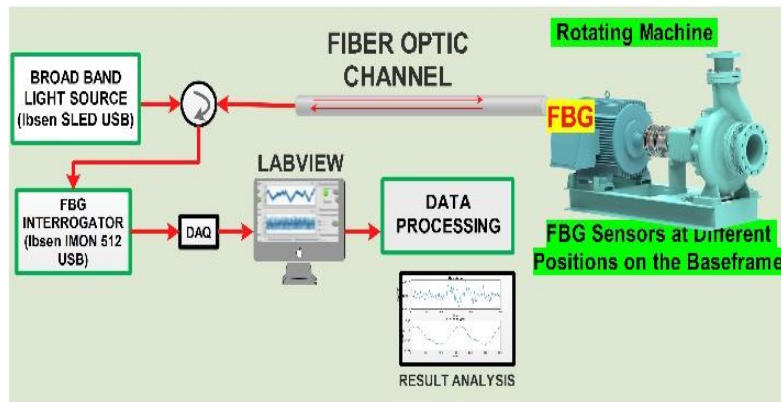 Rotating Machine
FIBER OPTIC
CHANNEL
BROAD BAND
LIGHT SOURCE
(Ibsen SLED USB)
FBG
LABVIEW
FBG
INTERROGATOR
(Ibsen IMON 512
USB)
DAQ
DATA
PROCESSING
FBG Sensors at Different
Positions on the Baseframe
RESULT ANALYSIS